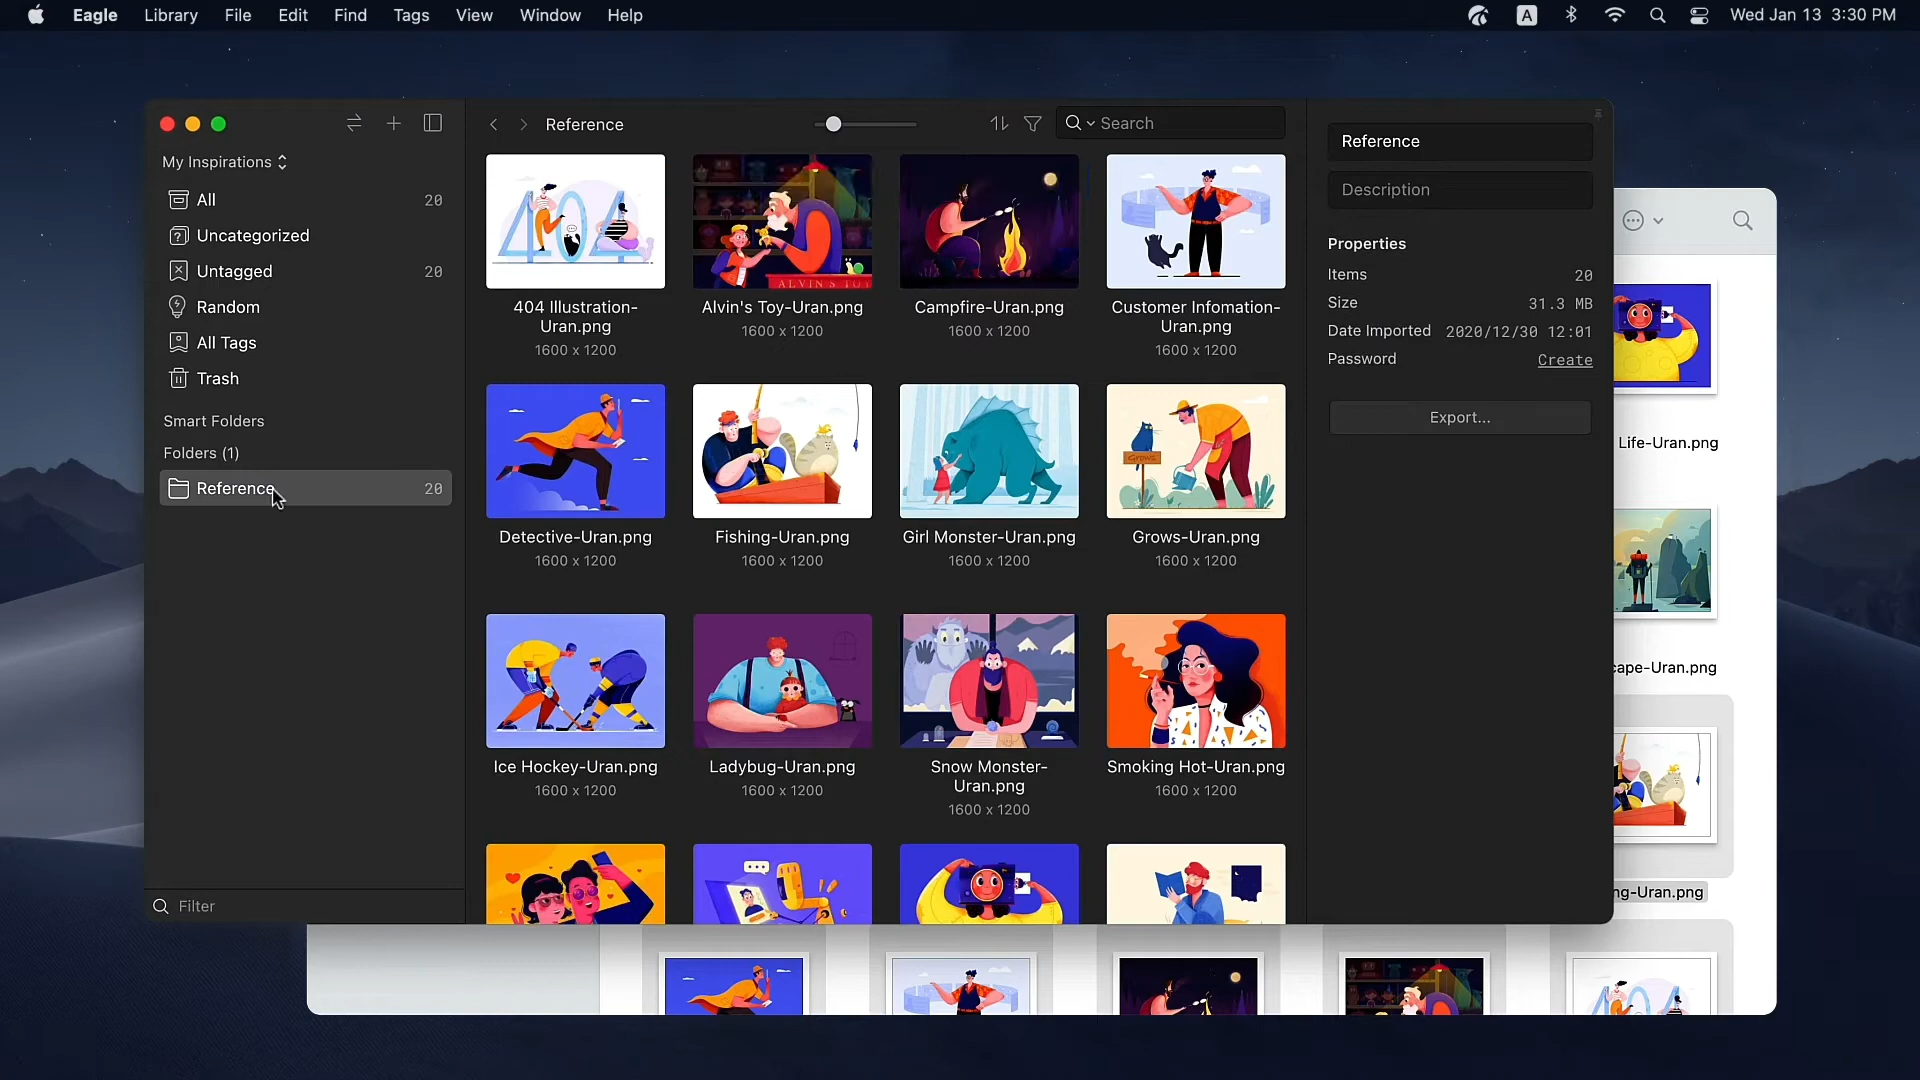 Eagle Library File Edit Find Tags View Window Help A Wed Jan 13 3:30 PM
Reference
Search
My Inspirations
All 20
Uncategorized
Untagged 20
Random
All Tags
Trash
Smart Folders
Folders (1)
Reference 20
Filter
404 Illustration-
Uran.png
1600 x 1200
Alvin's Toy-Uran.png
1600 x 1200
Campfire-Uran.png
1600 x 1200
Customer Infomation-
Uran.png
1600 x 1200
Detective-Uran.png
1600 x 1200
Fishing-Uran.png
1600 x 1200
Girl Monster-Uran.png
1600 x 1200
Grows-Uran.png
1600 x 1200
Ice Hockey-Uran.png
1600 x 1200
Ladybug-Uran.png
1600 x 1200
Snow Monster-
Uran.png
1600 x 1200
Smoking Hot-Uran.png
1600 x 1200
Reference
Description
Properties
Items 20
Size 31.3 MB
Date Imported 2020/12/30 12:01
Password Create
Export...
Life-Uran.png
cape-Uran.png
ng-Uran.png
404
ALVIN'S TOY
Grows